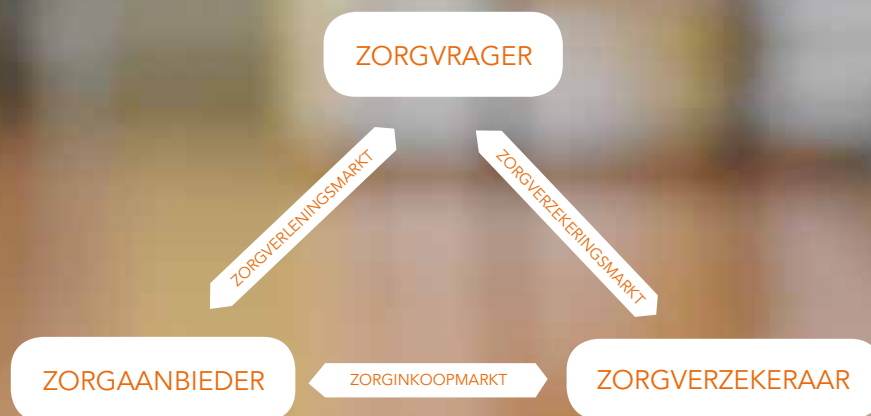 ZORGVRAGER
ZORGVERLENINGSMARKT
ZORGVERZEKERINGSMARKT
ZORGAANBIEDER
ZORGINKOOPMARKT
ZORGVERZEKERAAR